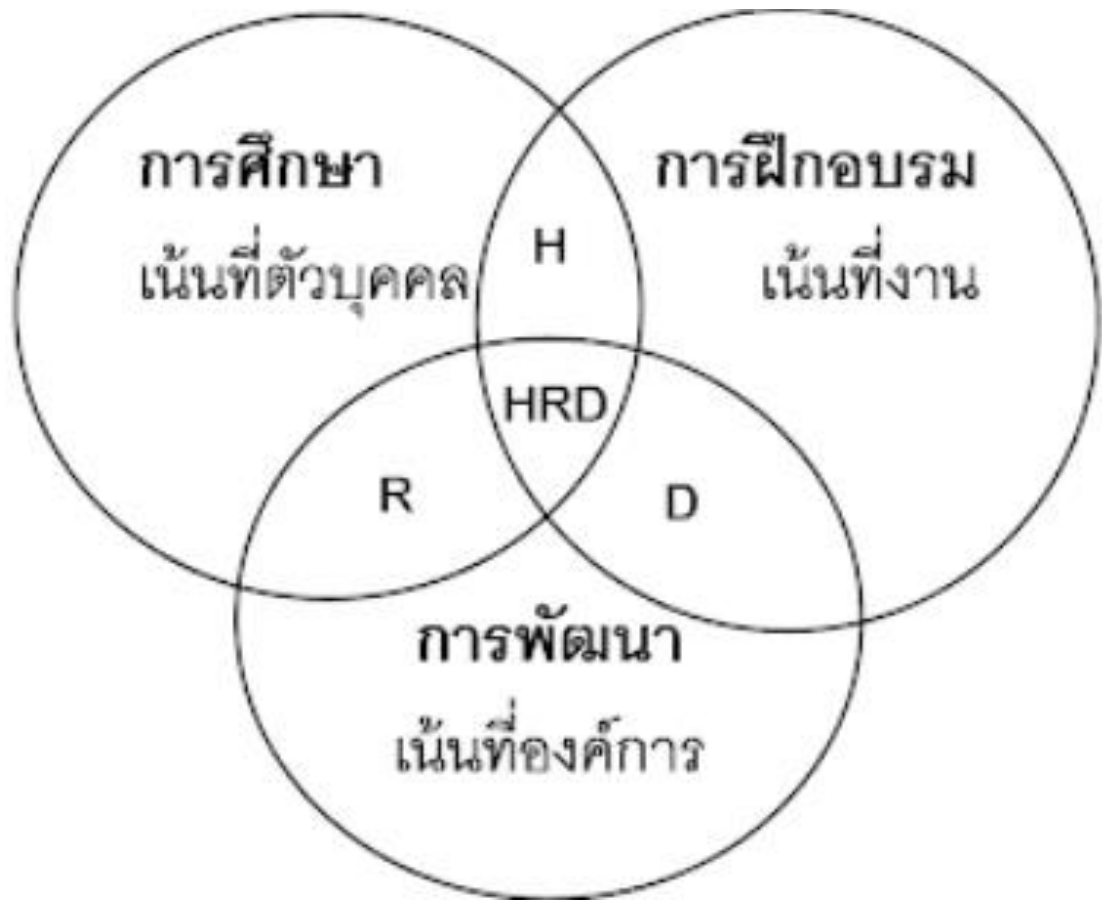 การศึกษา
เน้นที่ตัวบุคคล
H
การฝึกอบรม
เน้นที่งาน
HRD
R
D
การพัฒนา
เน้นที่องค์การ